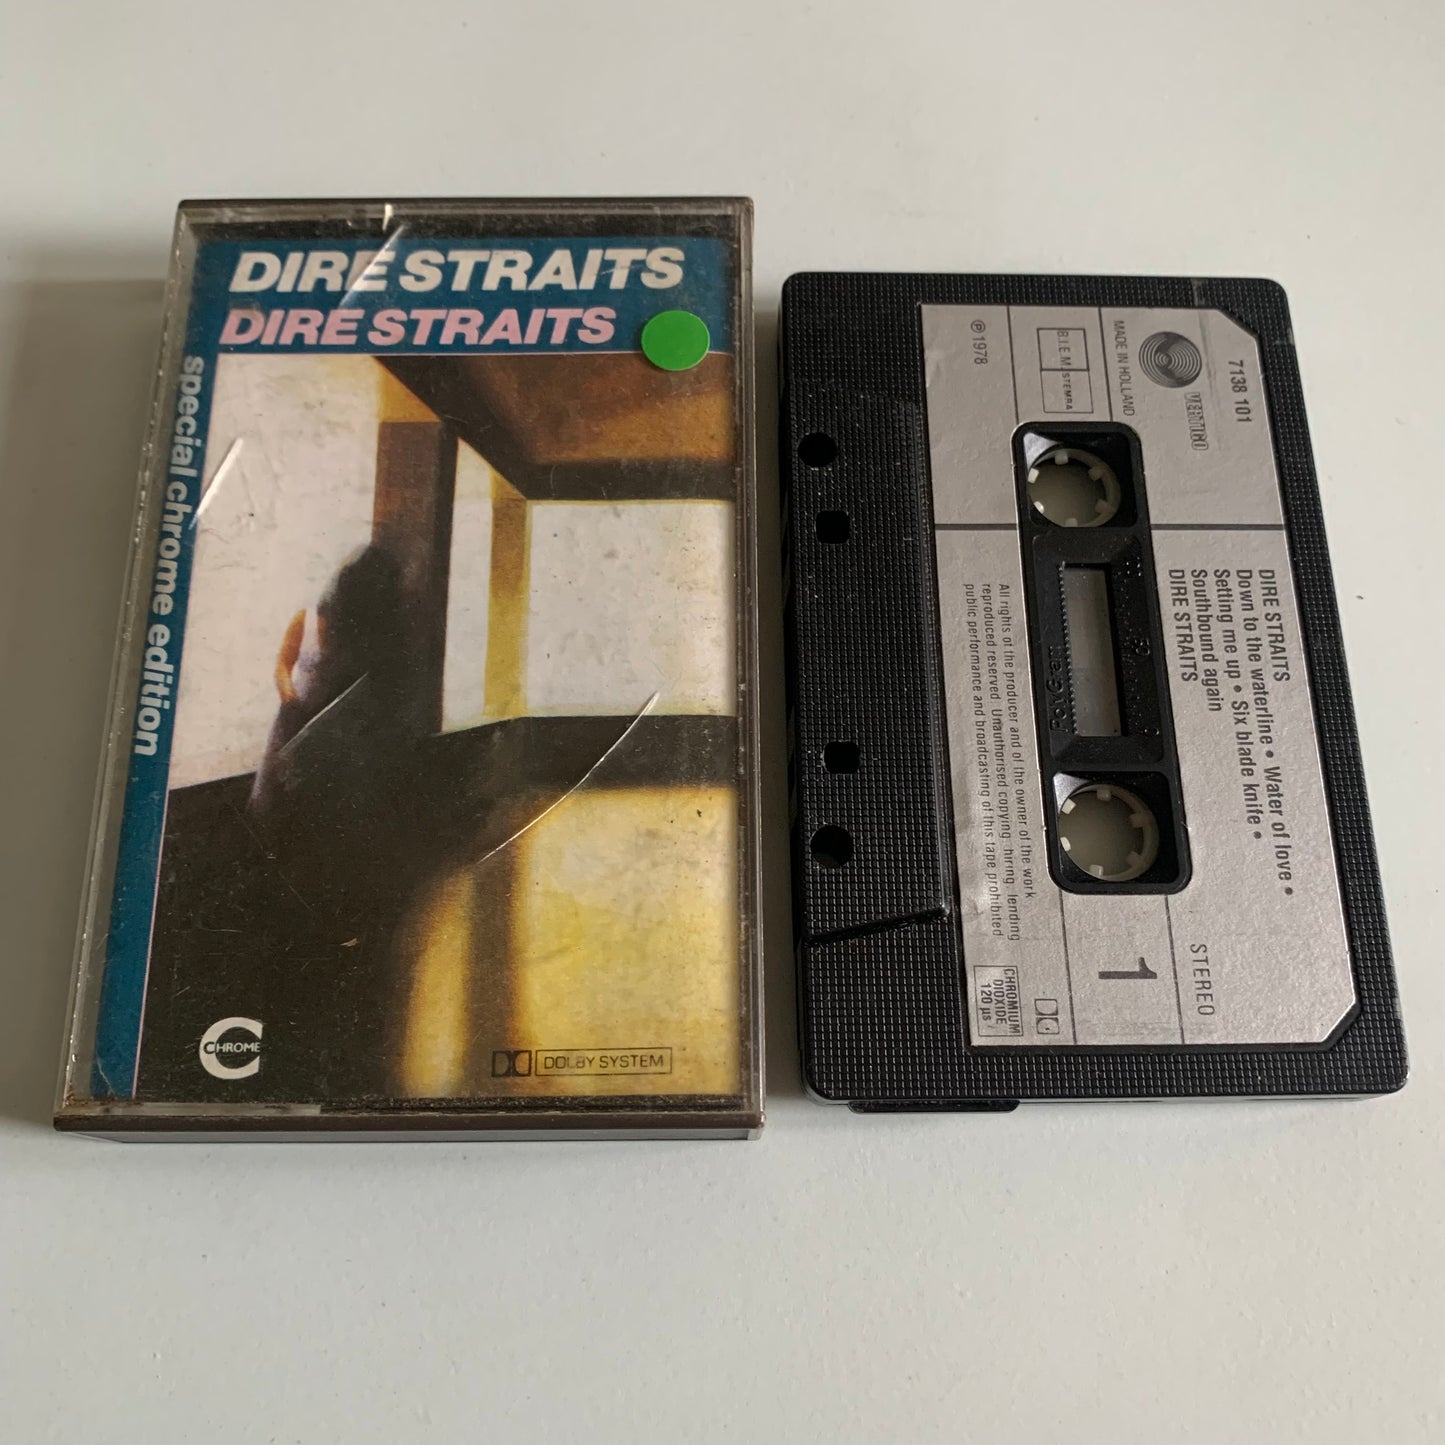 DIRE STRAITS
DIRE STRAITS
special chrome edition
CHROME
DOLBY SYSTEM
7138 101
VERTIGO
MADE IN HOLLAND
B.I.E.M.
STEMRA
℗ 1978
DIRE STRAITS
Down to the waterline • Water of love •
Setting me up • Six blade knife •
Southbound again
DIRE STRAITS
STEREO
1
All rights of the producer and of the owner of the work
reproduced reserved. Unauthorised copying, hiring, lending
public performance and broadcasting of this tape prohibited
CHROMIUM
DIOXIDE
120 µs